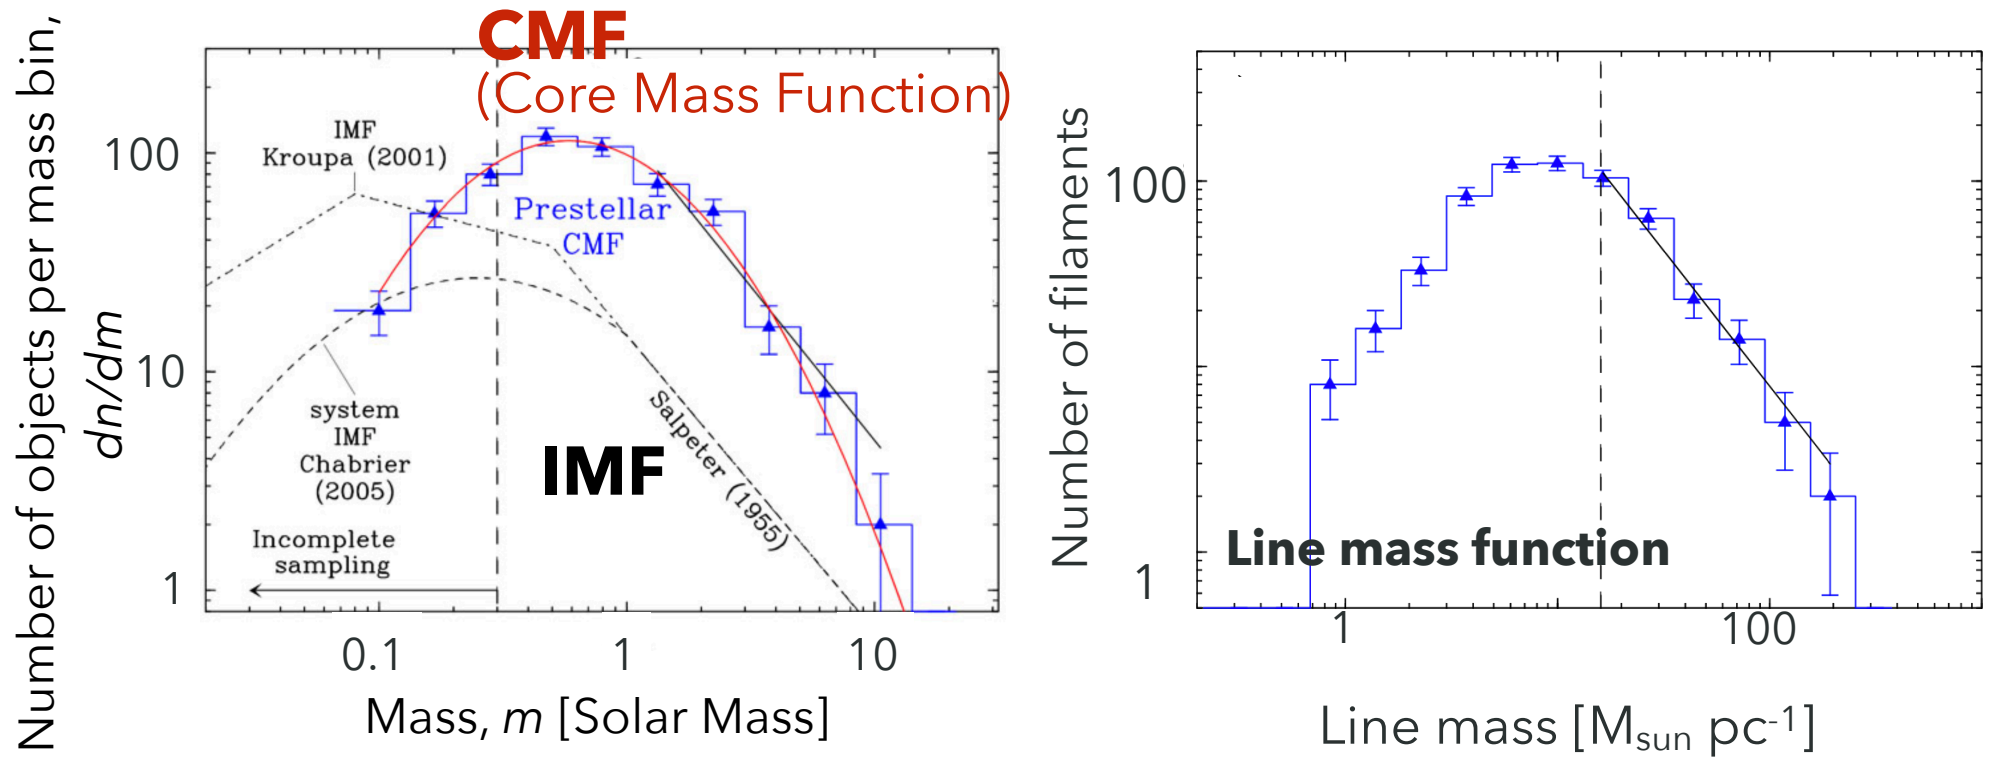 Number of objects per mass bin,
dn/dm
CMF
(Core Mass Function)
100
10
1
IMF
Kroupa (2001)
Prestellar
CMF
system
IMF
Chabrier
(2005)
IMF
Salpeter (1955)
Incomplete
sampling
0.1 1 10
Mass, m [Solar Mass]
Number of filaments
100
1
Line mass function
1 100
Line mass [Msun pc-1]